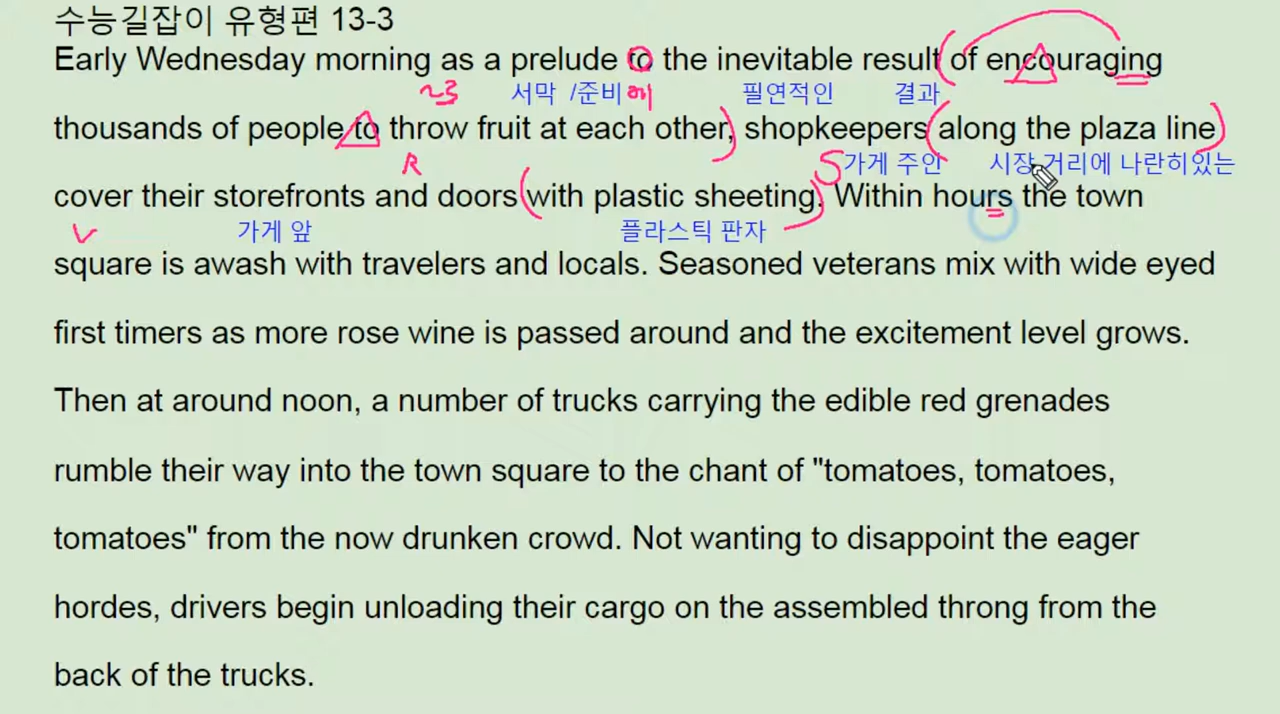 수능길잡이 유형편 13-3
Early Wednesday morning as a prelude to the inevitable result of encouraging
로 서막 /준비 에 필연적인 결과
thousands of people to throw fruit at each other, shopkeepers along the plaza line
R S 가게 주인 시장 거리에 나란히있는
cover their storefronts and doors with plastic sheeting. Within hours the town
V 가게 앞 플라스틱 판자
square is awash with travelers and locals. Seasoned veterans mix with wide eyed
first timers as more rose wine is passed around and the excitement level grows.
Then at around noon, a number of trucks carrying the edible red grenades
rumble their way into the town square to the chant of "tomatoes, tomatoes,
tomatoes" from the now drunken crowd. Not wanting to disappoint the eager
hordes, drivers begin unloading their cargo on the assembled throng from the
back of the trucks.